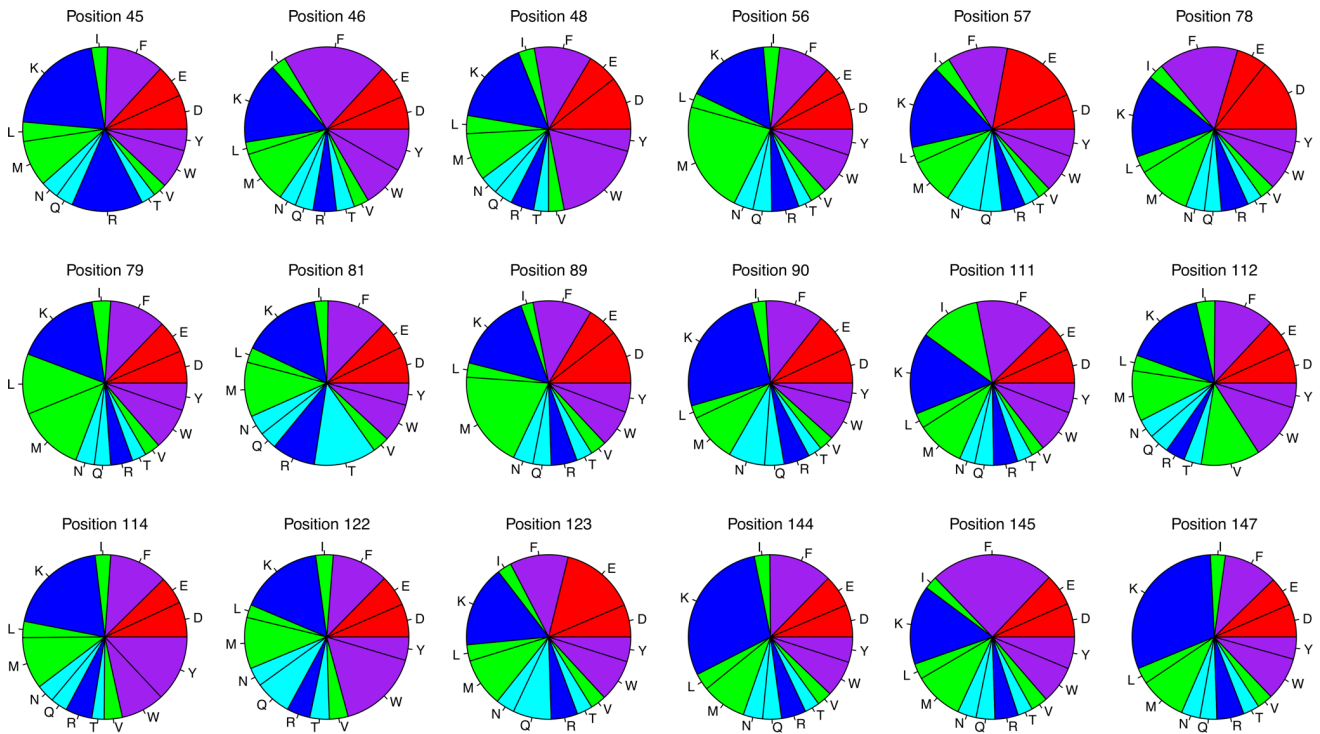 Position 45
I
F
E
D
Y
W
V
T
R
Q
N
M
L
K
Position 46
I
F
E
D
Y
W
V
T
R
Q
N
M
L
K
Position 48
I
F
E
D
W
V
T
R
Q
N
M
L
K
Position 56
I
F
E
D
Y
W
V
T
R
Q
N
M
L
K
Position 57
I
F
E
D
Y
W
V
T
R
Q
N
M
L
K
Position 78
I
F
E
D
Y
W
V
T
R
Q
N
M
L
K
Position 79
I
F
E
D
Y
W
V
T
R
Q
N
M
L
K
Position 81
I
F
E
D
Y
W
V
T
R
Q
N
M
L
K
Position 89
I
F
E
D
Y
W
V
T
R
Q
N
M
L
K
Position 90
I
F
E
D
Y
W
V
T
R
Q
N
M
L
K
Position 111
I
F
E
D
Y
W
V
T
R
Q
N
M
L
K
Position 112
I
F
E
D
Y
W
V
T
R
Q
N
M
L
K
Position 114
I
F
E
D
Y
W
V
T
R
Q
N
M
L
K
Position 122
I
F
E
D
Y
W
V
T
R
Q
N
M
L
K
Position 123
I
F
E
D
Y
W
V
T
R
Q
N
M
L
K
Position 144
I
F
E
D
Y
W
V
T
R
Q
N
M
L
K
Position 145
I
F
E
D
Y
W
V
T
R
Q
N
M
L
K
Position 147
I
F
E
D
Y
W
V
T
R
Q
N
M
L
K